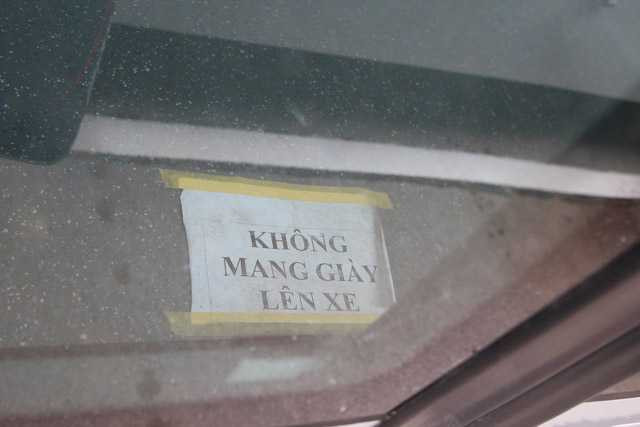 KHÔNG
MANG GIÀY
LÊN XE